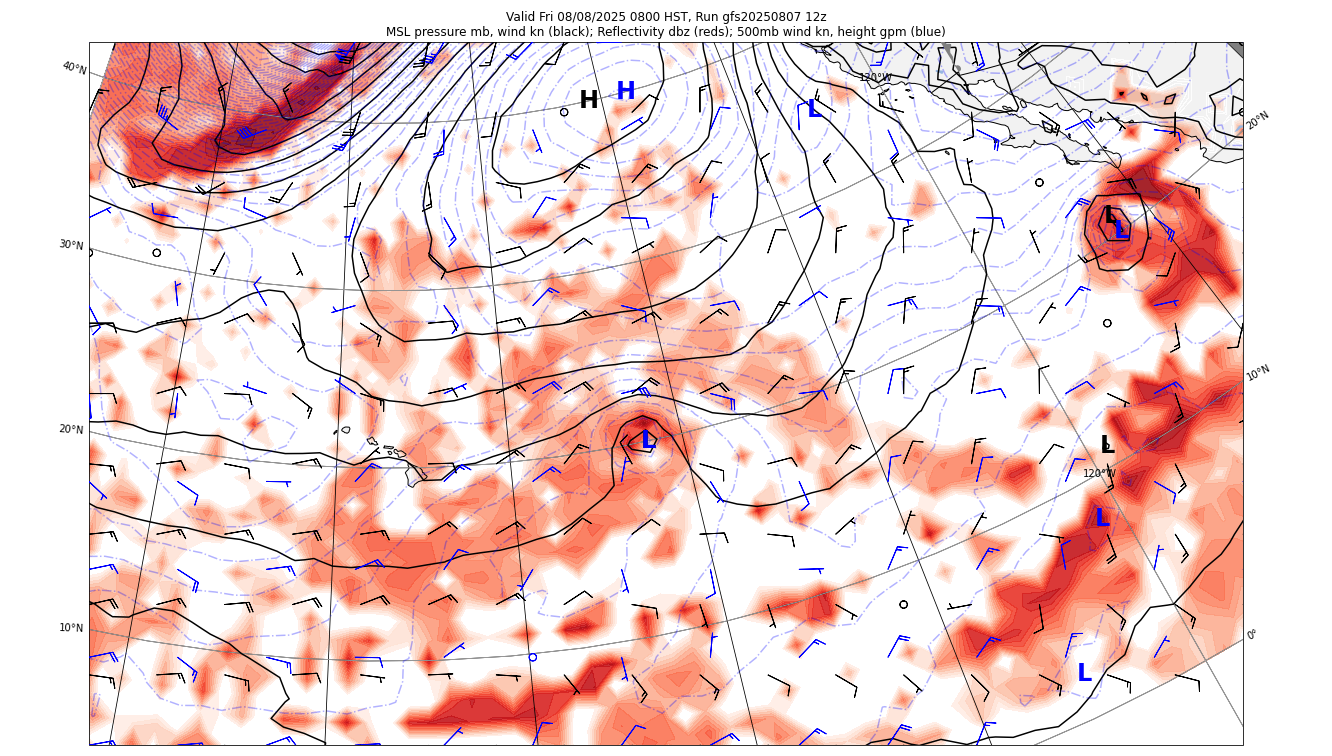 Valid Fri 08/08/2025 0800 HST, Run gfs20250807 12z
MSL pressure mb, wind kn (black); Reflectivity dbz (reds); 500mb wind kn, height gpm (blue)
40°N
120°W
H
H
L
20°N
L
L
30°N
10°N
20°N
L
L
120°W
L
10°N
0°
L